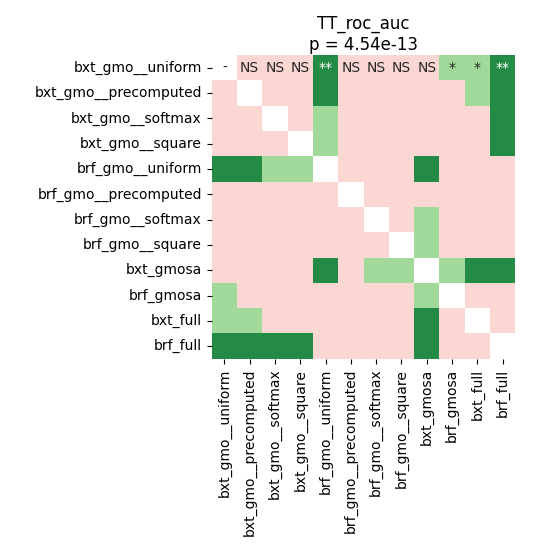 TT_roc_auc
p = 4.54e-13
bxt_gmo__uniform - NS NS NS ** NS NS NS NS * * **
bxt_gmo__precomputed
bxt_gmo__softmax
bxt_gmo__square
brf_gmo__uniform
brf_gmo__precomputed
brf_gmo__softmax
brf_gmo__square
bxt_gmosa
brf_gmosa
bxt_full
brf_full
bxt_gmo__uniform
bxt_gmo__precomputed
bxt_gmo__softmax
bxt_gmo__square
brf_gmo__uniform
brf_gmo__precomputed
brf_gmo__softmax
brf_gmo__square
bxt_gmosa
brf_gmosa
bxt_full
brf_full